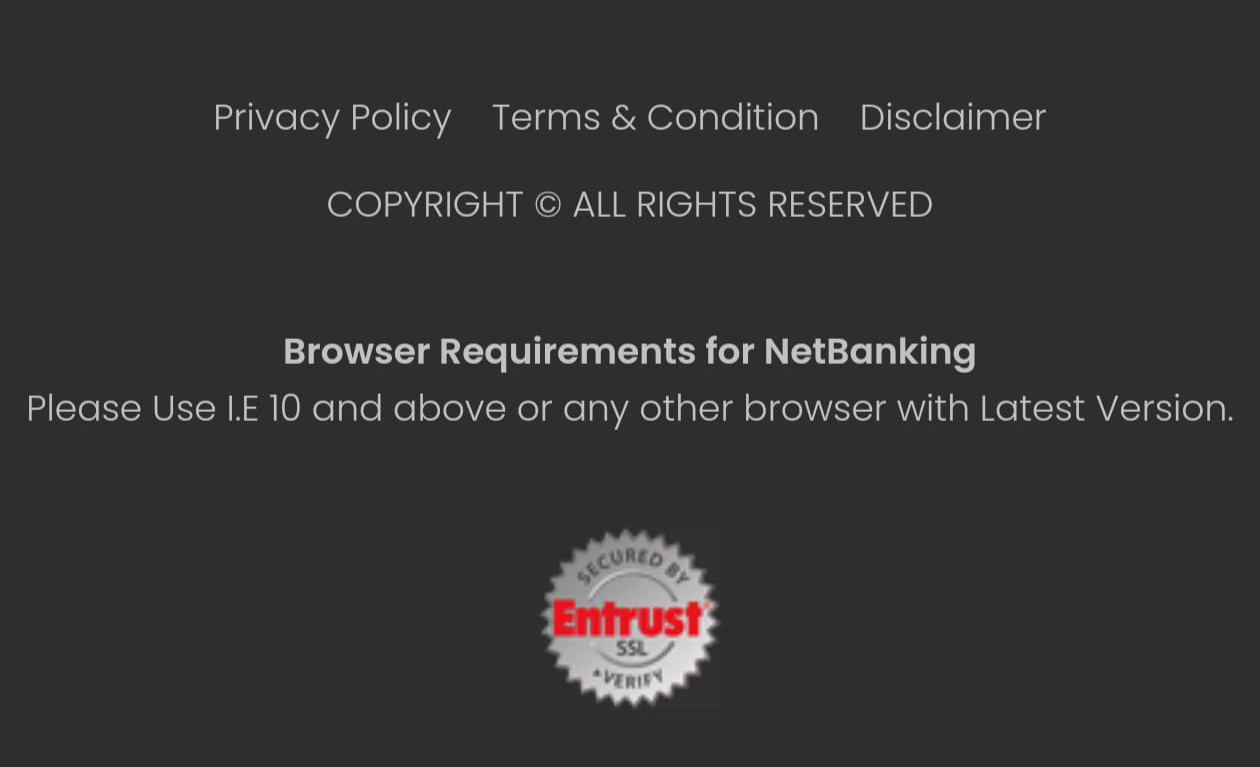 Privacy Policy Terms & Condition Disclaimer
COPYRIGHT © ALL RIGHTS RESERVED
Browser Requirements for NetBanking
Please Use I.E 10 and above or any other browser with Latest Version.
SECURED BY
Entrust
SSL
VERIFY